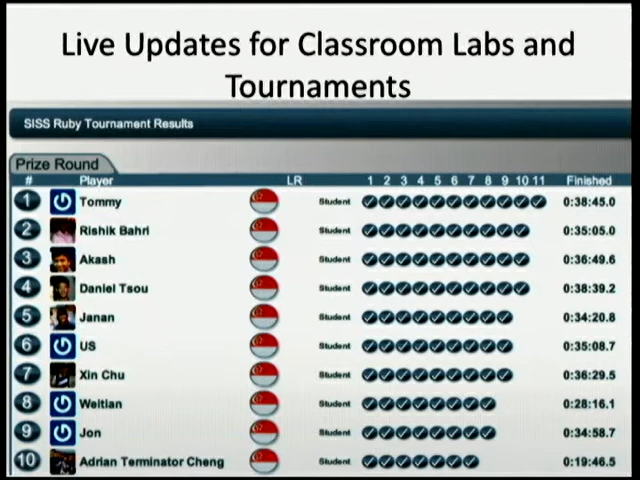 Live Updates for Classroom Labs and
Tournaments
SISS Ruby Tournament Results
Prize Round
# Player LR 1 2 3 4 5 6 7 8 9 10 11 Finished
1 Tommy Student 0:38:45.0
2 Rishik Bahri Student 0:35:05.0
3 Akash Student 0:36:49.6
4 Daniel Tsou Student 0:38:39.2
5 Janan Student 0:34:20.8
6 US Student 0:35:08.7
7 Xin Chu Student 0:36:29.5
8 Weitian Student 0:28:16.1
9 Jon Student 0:34:58.7
10 Adrian Terminator Cheng Student 0:19:46.5